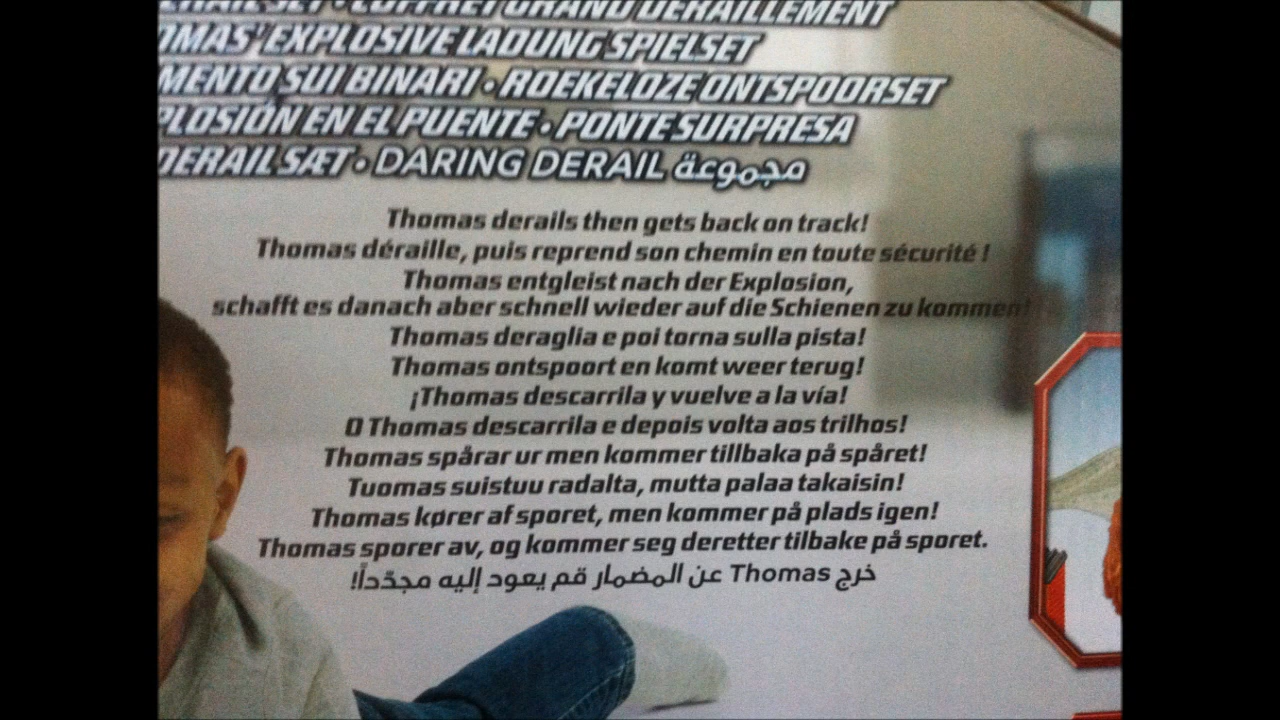 DERAILLEMENT
EXPLOSIVE LADUNG SPIELSET
SUI BINARI • ROEKELOZE ONTSPOORSET
EN EL PUENTE • PONTE SURPRESA
DERAIL SÆT • DARING DERAIL مجموعة
Thomas derails then gets back on track!
Thomas déraille, puis reprend son chemin en toute sécurité !
Thomas entgleist nach der Explosion,
schafft es danach aber schnell wieder auf die Schienen zu kommen!
Thomas deraglia e poi torna sulla pista!
Thomas ontspoort en komt weer terug!
¡Thomas descarrila y vuelve a la vía!
O Thomas descarrila e depois volta aos trilhos!
Thomas spårar ur men kommer tillbaka på spåret!
Tuomas suistuu radalta, mutta palaa takaisin!
Thomas kører af sporet, men kommer på plads igen!
Thomas sporer av, og kommer seg deretter tilbake på sporet.
خرج Thomas عن المضمار قم يعود إليه مجدّداً!